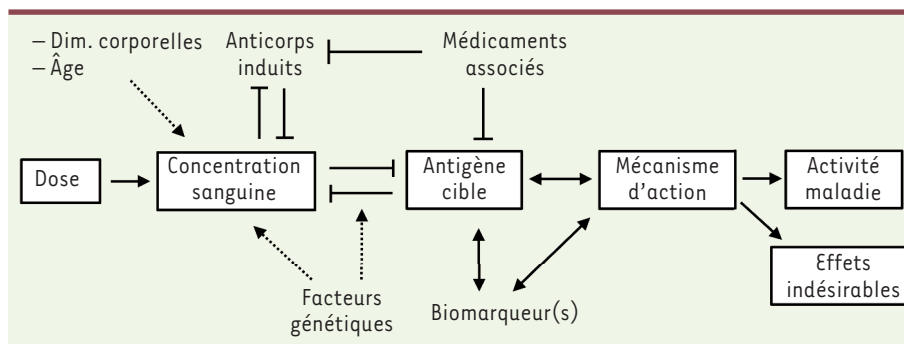 – Dim. corporelles
– Âge
Anticorps
induits
Médicaments
associés
Dose
Concentration
sanguine
Antigène
cible
Mécanisme
d'action
Activité
maladie
Effets
indésirables
Facteurs
génétiques
Biomarqueur(s)